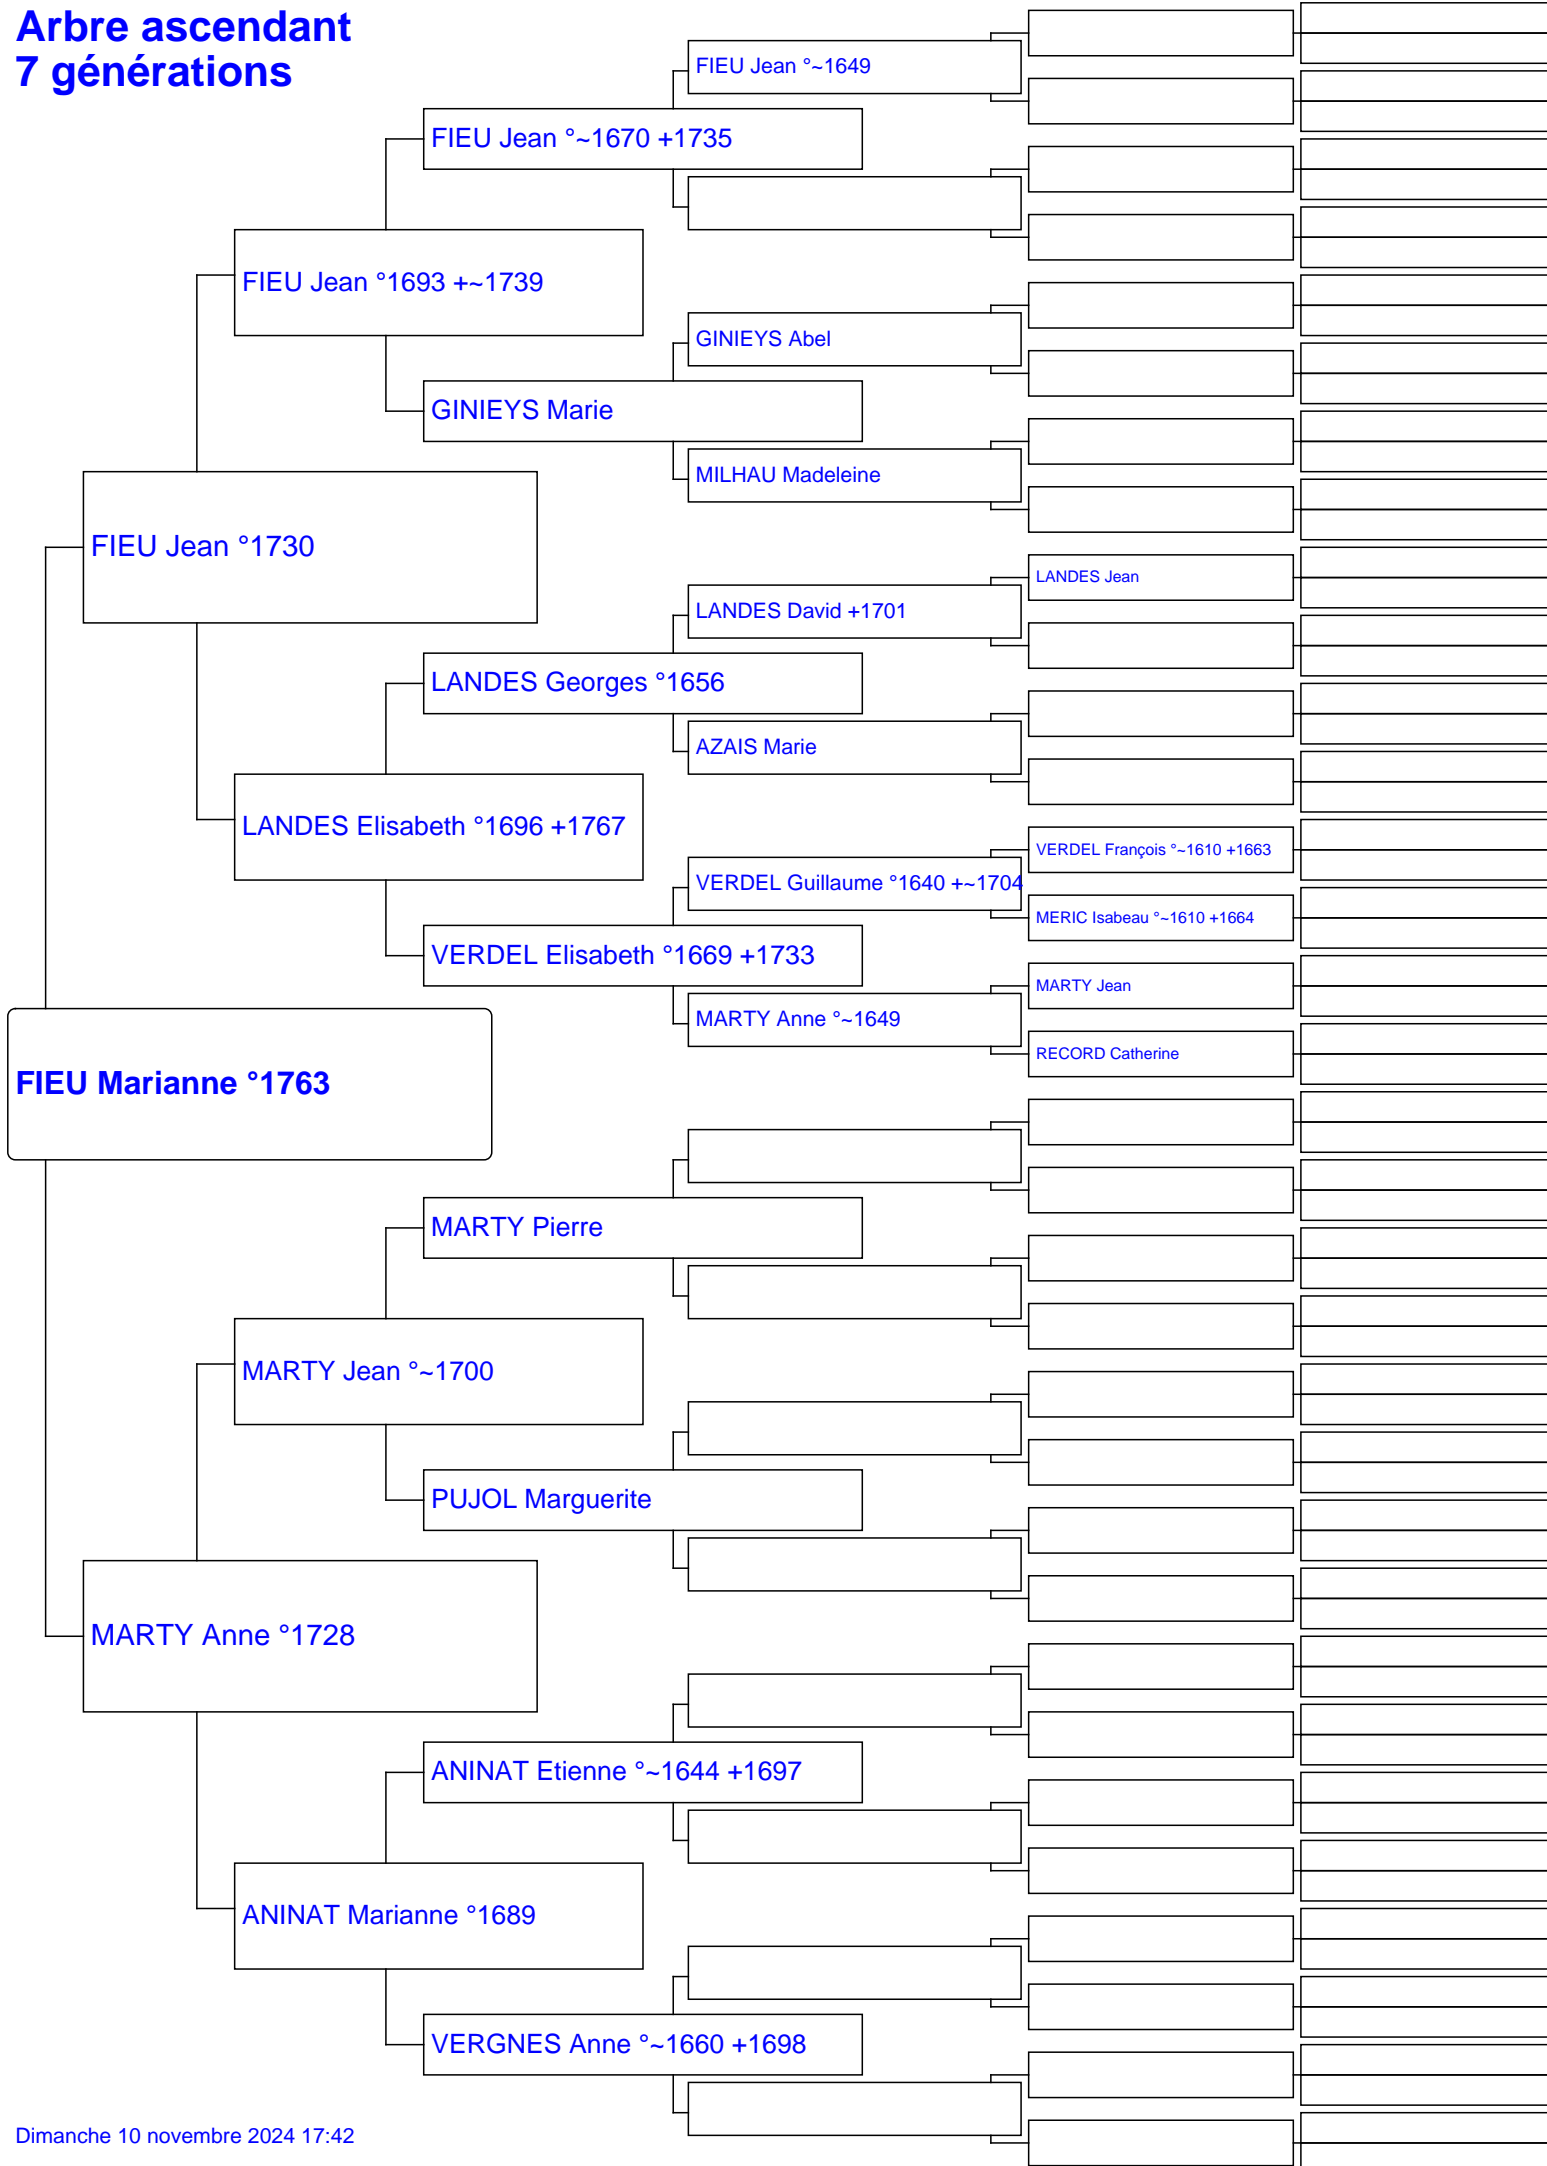 Arbre ascendant
7 générations
FIEU Jean °~1649
FIEU Jean °~1670 +1735
FIEU Jean °1693 +~1739
GINIEYS Abel
GINIEYS Marie
MILHAU Madeleine
FIEU Jean °1730
LANDES Jean
LANDES David +1701
LANDES Georges °1656
AZAIS Marie
LANDES Elisabeth °1696 +1767
VERDEL François °~1610 +1663
VERDEL Guillaume °1640 +~1704
MERIC Isabeau °~1610 +1664
VERDEL Elisabeth °1669 +1733
MARTY Jean
MARTY Anne °~1649
RECORD Catherine
FIEU Marianne °1763
MARTY Pierre
MARTY Jean °~1700
PUJOL Marguerite
MARTY Anne °1728
ANINAT Etienne °~1644 +1697
ANINAT Marianne °1689
VERGNES Anne °~1660 +1698
Dimanche 10 novembre 2024 17:42